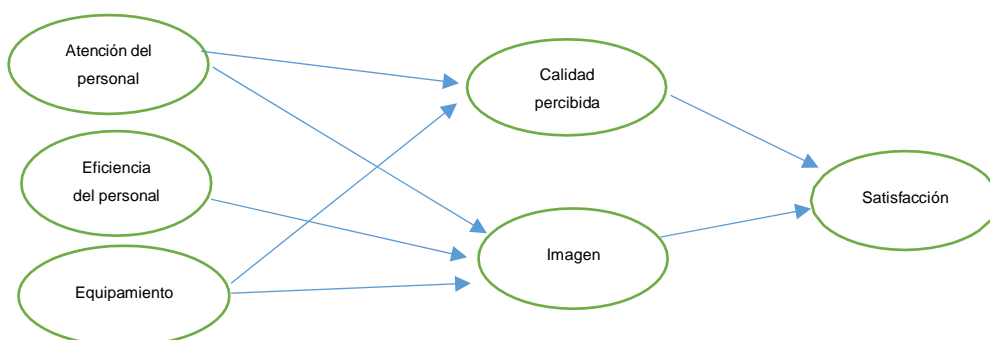 Atención del
personal
Calidad
percibida
Eficiencia
del personal
Satisfacción
Imagen
Equipamiento